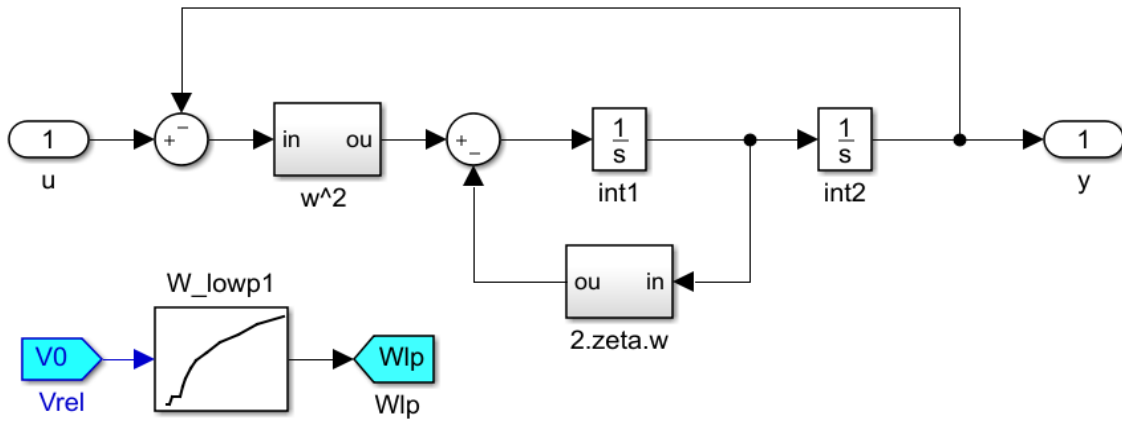 1
u
+
−
in
ou
w^2
+
−
1
s
int1
1
s
int2
1
y
ou
in
2.zeta.w
W_lowp1
V0
Vrel
Wlp
Wlp